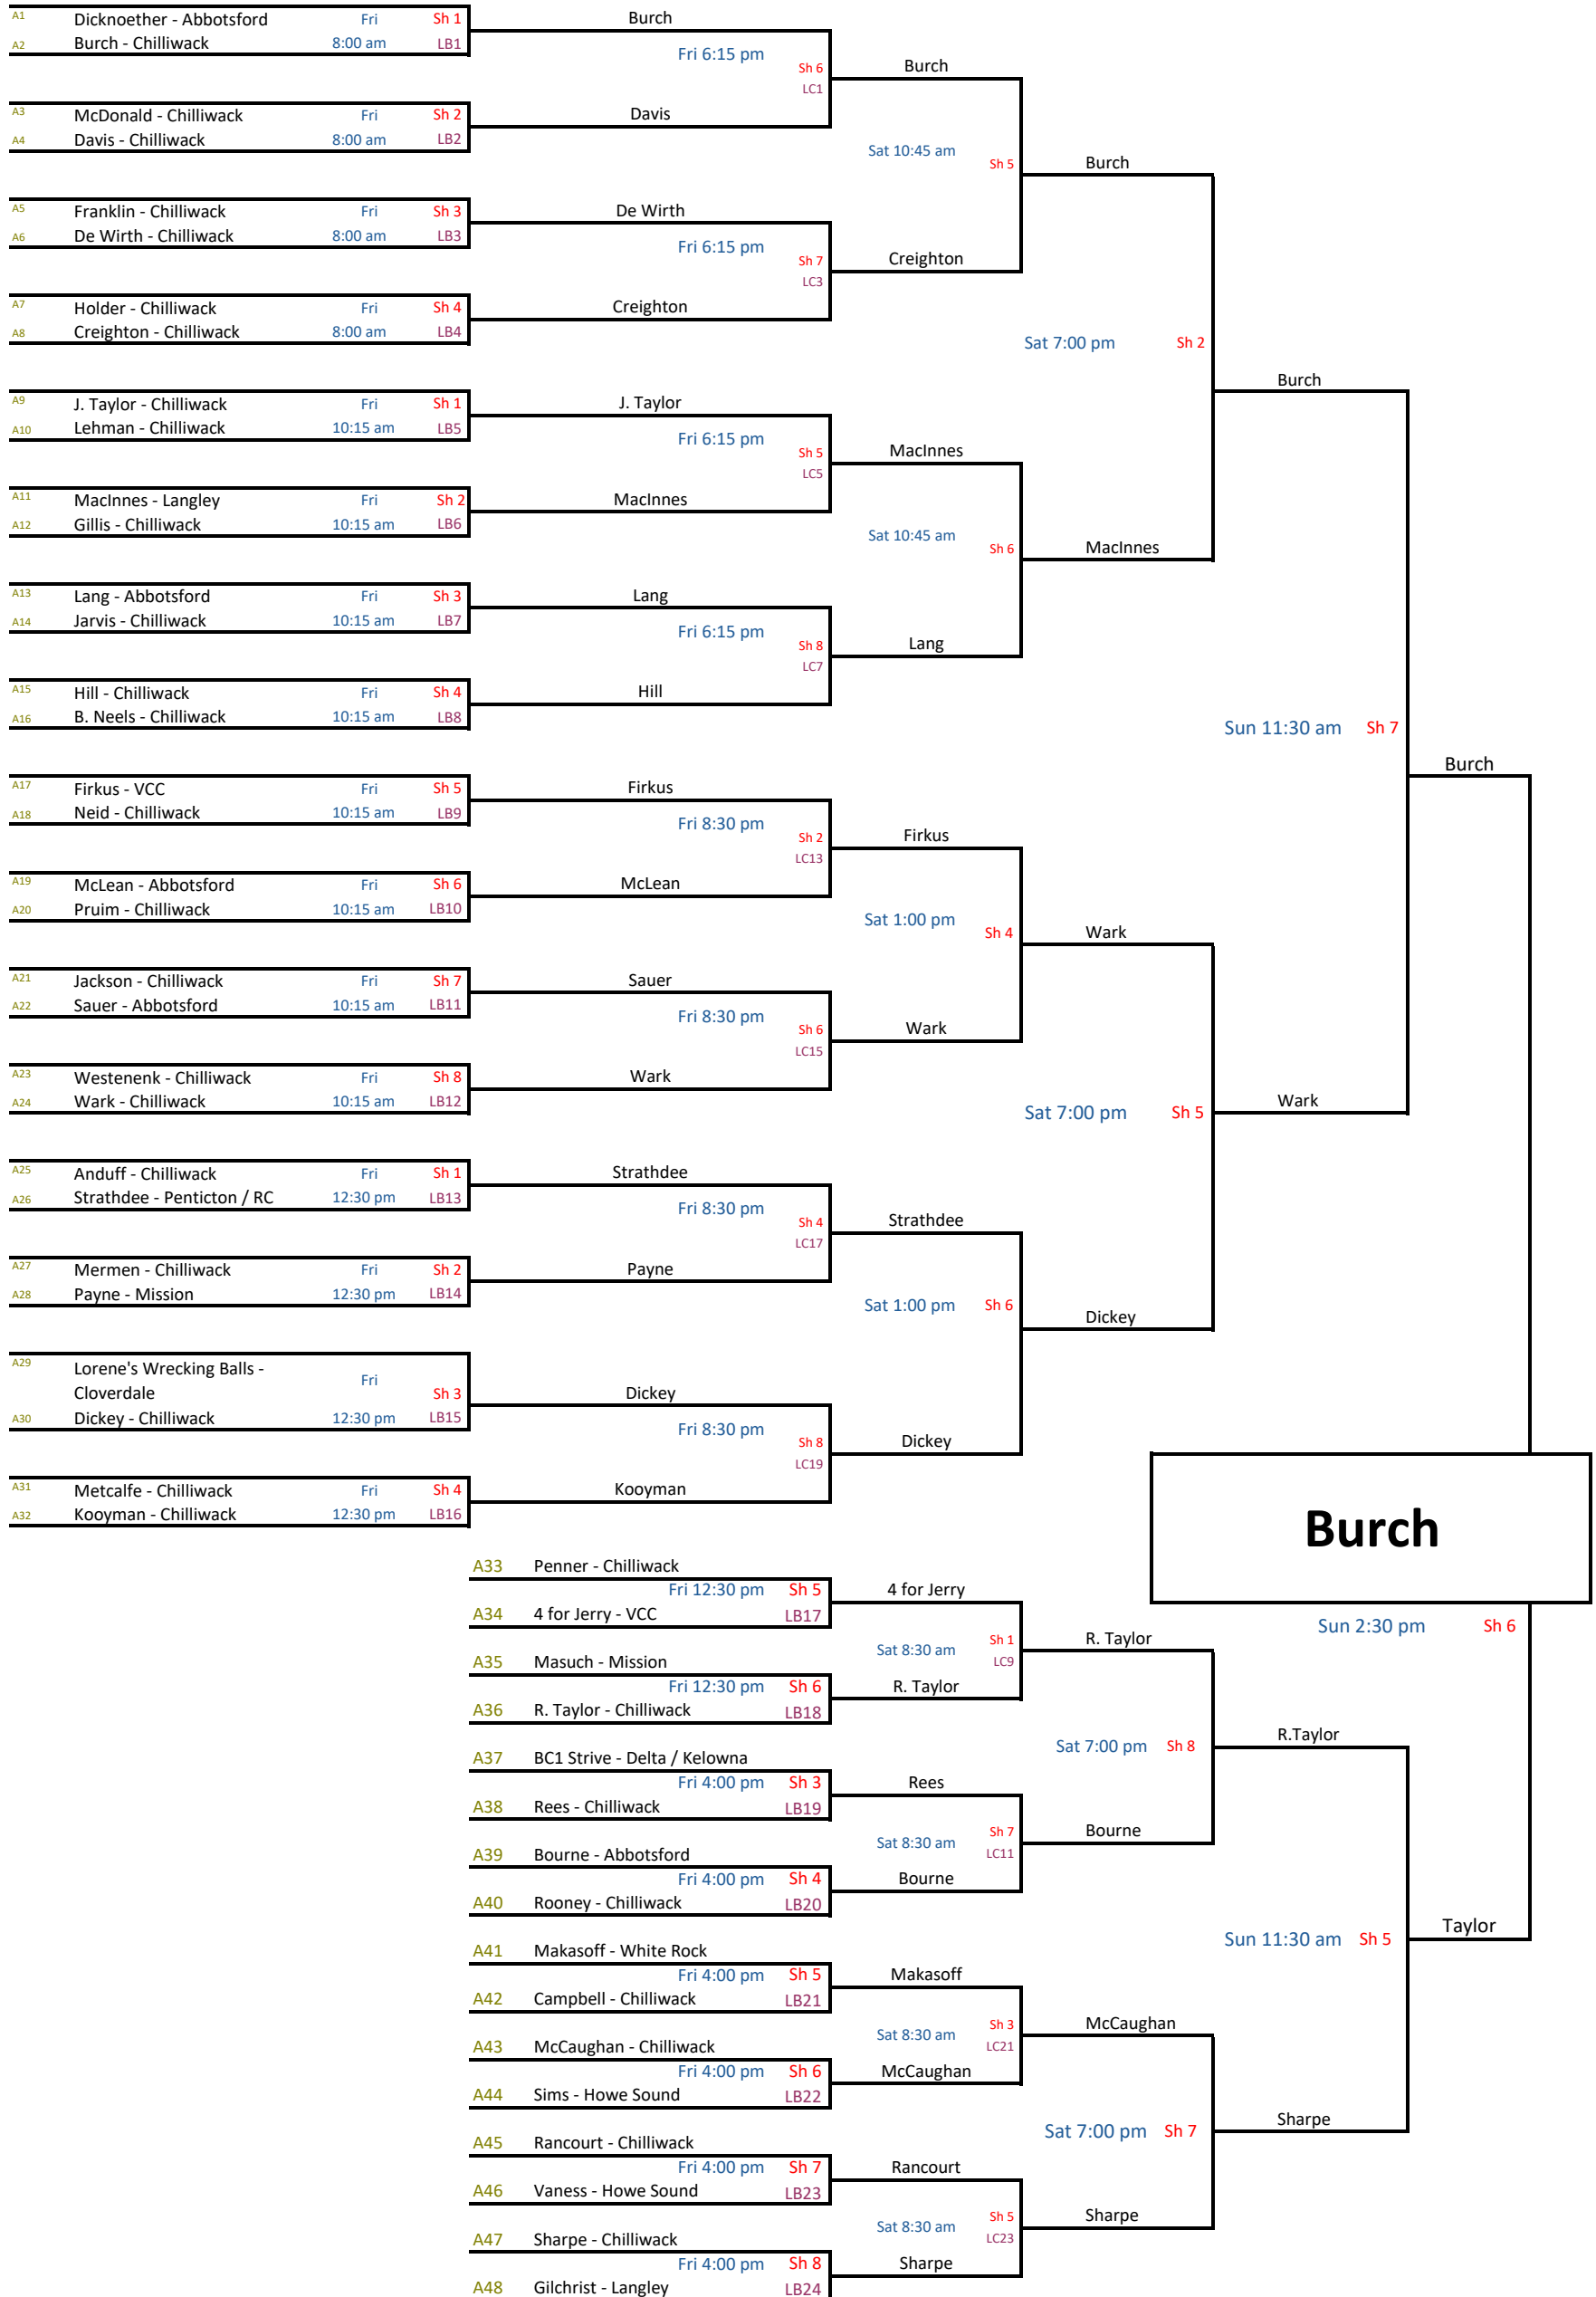 A1 Dicknoether - Abbotsford Fri Sh 1 Burch
A2 Burch - Chilliwack 8:00 am LB1
Fri 6:15 pm
Sh 6 Burch
LC1
A3 McDonald - Chilliwack Fri Sh 2 Davis
A4 Davis - Chilliwack 8:00 am LB2
Sat 10:45 am
Sh 5 Burch
A5 Franklin - Chilliwack Fri Sh 3 De Wirth
A6 De Wirth - Chilliwack 8:00 am LB3
Fri 6:15 pm
Sh 7 Creighton
LC3
A7 Holder - Chilliwack Fri Sh 4 Creighton
A8 Creighton - Chilliwack 8:00 am LB4
Sat 7:00 pm Sh 2
Burch
A9 J. Taylor - Chilliwack Fri Sh 1 J. Taylor
A10 Lehman - Chilliwack 10:15 am LB5
Fri 6:15 pm
Sh 5 MacInnes
LC5
A11 MacInnes - Langley Fri Sh 2 MacInnes
A12 Gillis - Chilliwack 10:15 am LB6
Sat 10:45 am
Sh 6 MacInnes
A13 Lang - Abbotsford Fri Sh 3 Lang
A14 Jarvis - Chilliwack 10:15 am LB7
Fri 6:15 pm
Sh 8 Lang
LC7
A15 Hill - Chilliwack Fri Sh 4 Hill
A16 B. Neels - Chilliwack 10:15 am LB8
Sun 11:30 am Sh 7
Burch
A17 Firkus - VCC Fri Sh 5 Firkus
A18 Neid - Chilliwack 10:15 am LB9
Fri 8:30 pm
Sh 2 Firkus
LC13
A19 McLean - Abbotsford Fri Sh 6 McLean
A20 Pruim - Chilliwack 10:15 am LB10
Sat 1:00 pm
Sh 4 Wark
A21 Jackson - Chilliwack Fri Sh 7 Sauer
A22 Sauer - Abbotsford 10:15 am LB11
Fri 8:30 pm
Sh 6 Wark
LC15
A23 Westenenk - Chilliwack Fri Sh 8 Wark
A24 Wark - Chilliwack 10:15 am LB12
Sat 7:00 pm Sh 5 Wark
A25 Anduff - Chilliwack Fri Sh 1 Strathdee
A26 Strathdee - Penticton / RC 12:30 pm LB13
Fri 8:30 pm
Sh 4 Strathdee
LC17
A27 Mermen - Chilliwack Fri Sh 2 Payne
A28 Payne - Mission 12:30 pm LB14
Sat 1:00 pm Sh 6
Dickey
A29 Lorene's Wrecking Balls -
Fri
Cloverdale Sh 3 Dickey
A30 Dickey - Chilliwack 12:30 pm LB15
Fri 8:30 pm
Sh 8 Dickey
LC19
A31 Metcalfe - Chilliwack Fri Sh 4 Kooyman
A32 Kooyman - Chilliwack 12:30 pm LB16
Burch
A33 Penner - Chilliwack
Fri 12:30 pm Sh 5 4 for Jerry
A34 4 for Jerry - VCC LB17
Sun 2:30 pm Sh 6
Sat 8:30 am Sh 1 R. Taylor
LC9
A35 Masuch - Mission
Fri 12:30 pm Sh 6 R. Taylor
A36 R. Taylor - Chilliwack LB18
Sat 7:00 pm Sh 8 R.Taylor
A37 BC1 Strive - Delta / Kelowna
Fri 4:00 pm Sh 3 Rees
A38 Rees - Chilliwack LB19
Sat 8:30 am Sh 7 Bourne
LC11
A39 Bourne - Abbotsford
Fri 4:00 pm Sh 4 Bourne
A40 Rooney - Chilliwack LB20
Sun 11:30 am Sh 5 Taylor
A41 Makasoff - White Rock
Fri 4:00 pm Sh 5 Makasoff
A42 Campbell - Chilliwack LB21
Sat 8:30 am Sh 3 McCaughan
LC21
A43 McCaughan - Chilliwack
Fri 4:00 pm Sh 6 McCaughan
A44 Sims - Howe Sound LB22
Sat 7:00 pm Sh 7 Sharpe
A45 Rancourt - Chilliwack
Fri 4:00 pm Sh 7 Rancourt
A46 Vaness - Howe Sound LB23
Sat 8:30 am Sh 5 Sharpe
LC23
A47 Sharpe - Chilliwack
Fri 4:00 pm Sh 8 Sharpe
A48 Gilchrist - Langley LB24